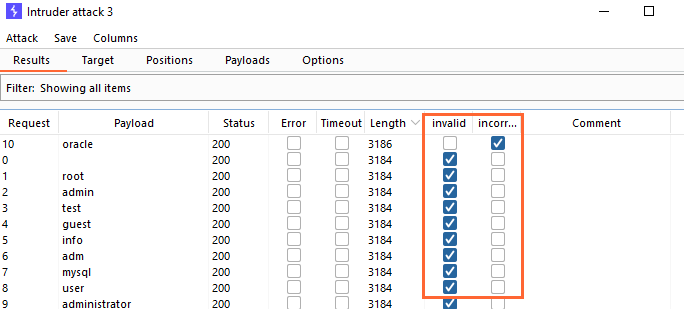 Intruder attack 3
Attack Save Columns
Results Target Positions Payloads Options
Filter: Showing all items
Request Payload Status Error Timeout Length invalid incorr... Comment
10 oracle 200 3186
0 200 3184
1 root 200 3184
2 admin 200 3184
3 test 200 3184
4 guest 200 3184
5 info 200 3184
6 adm 200 3184
7 mysql 200 3184
8 user 200 3184
9 administrator 200 3184